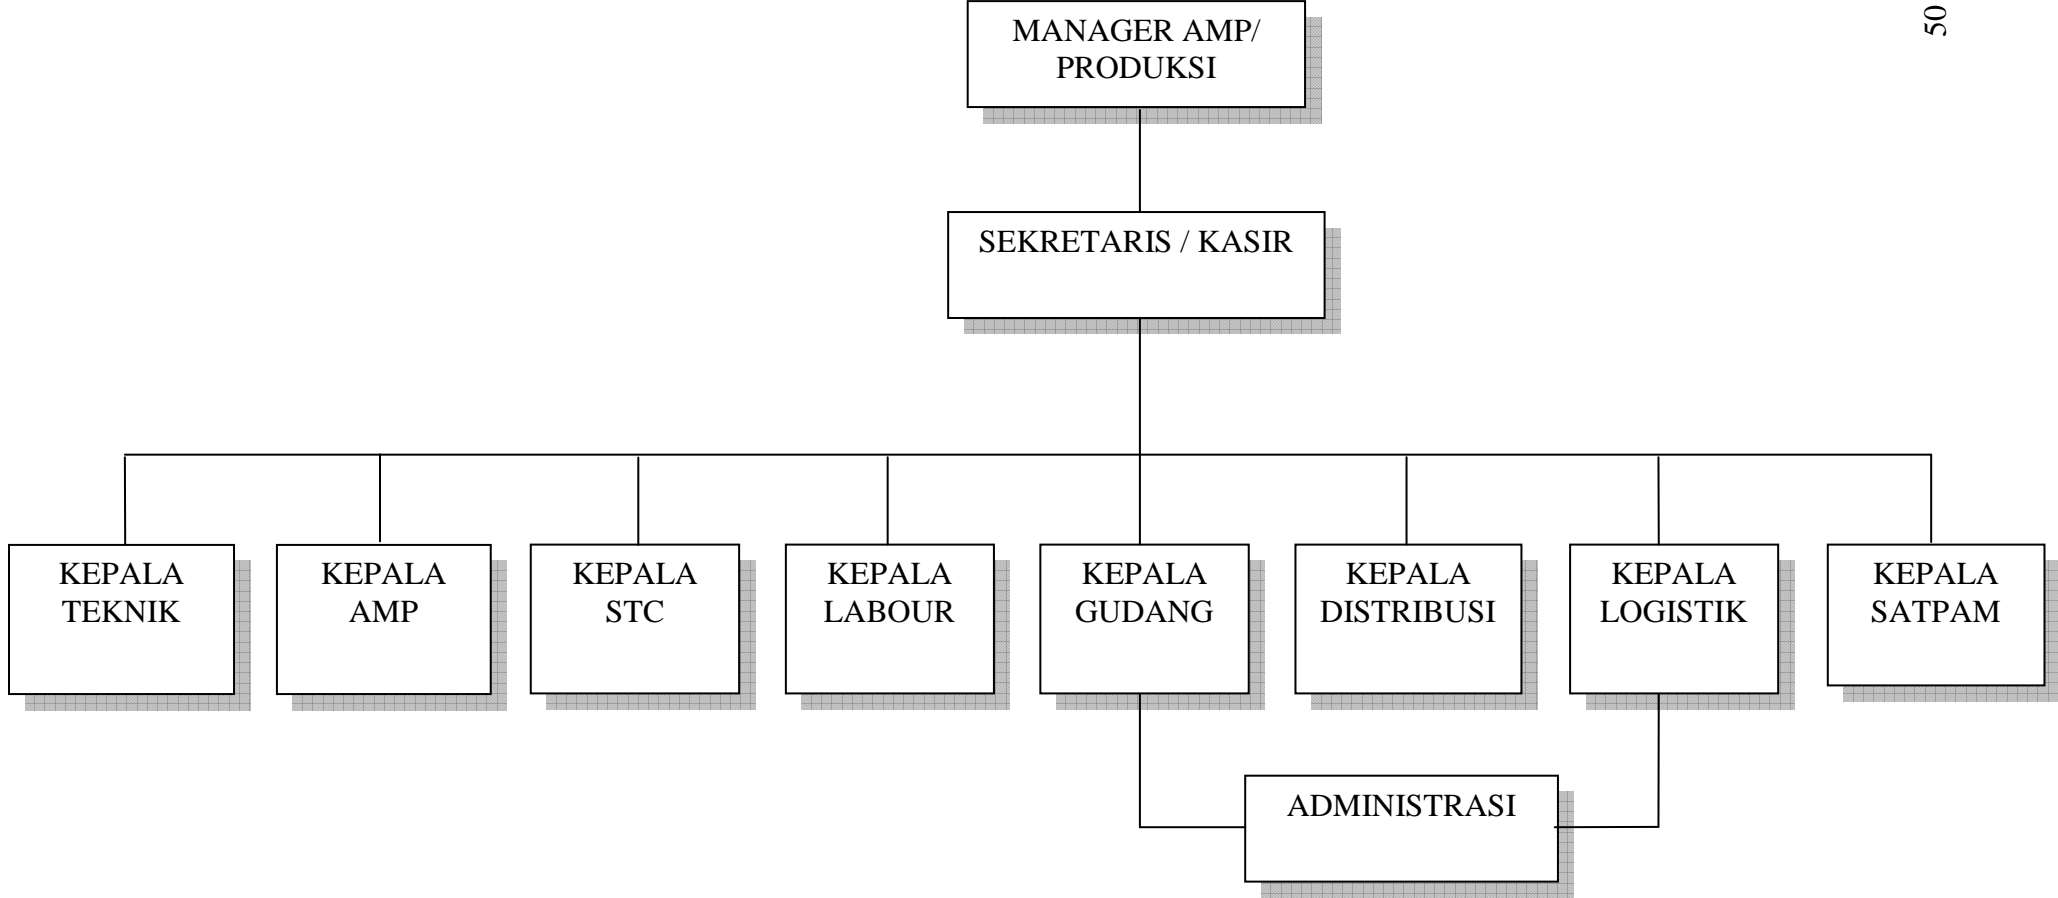 50
MANAGER AMP/
PRODUKSI
SEKRETARIS / KASIR
KEPALA
TEKNIK
KEPALA
AMP
KEPALA
STC
KEPALA
LABOUR
KEPALA
GUDANG
KEPALA
DISTRIBUSI
KEPALA
LOGISTIK
KEPALA
SATPAM
ADMINISTRASI